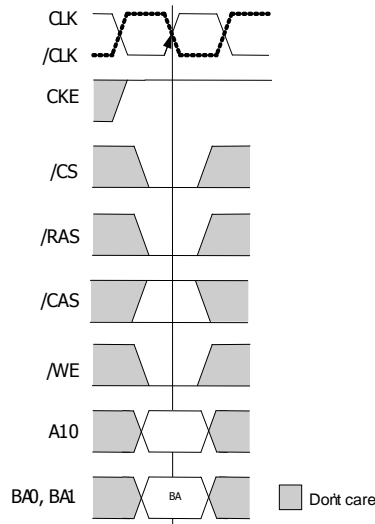 CLK
/CLK
CKE
/CS
/RAS
/CAS
/WE
A10
BA0, BA1
BA
Don't care